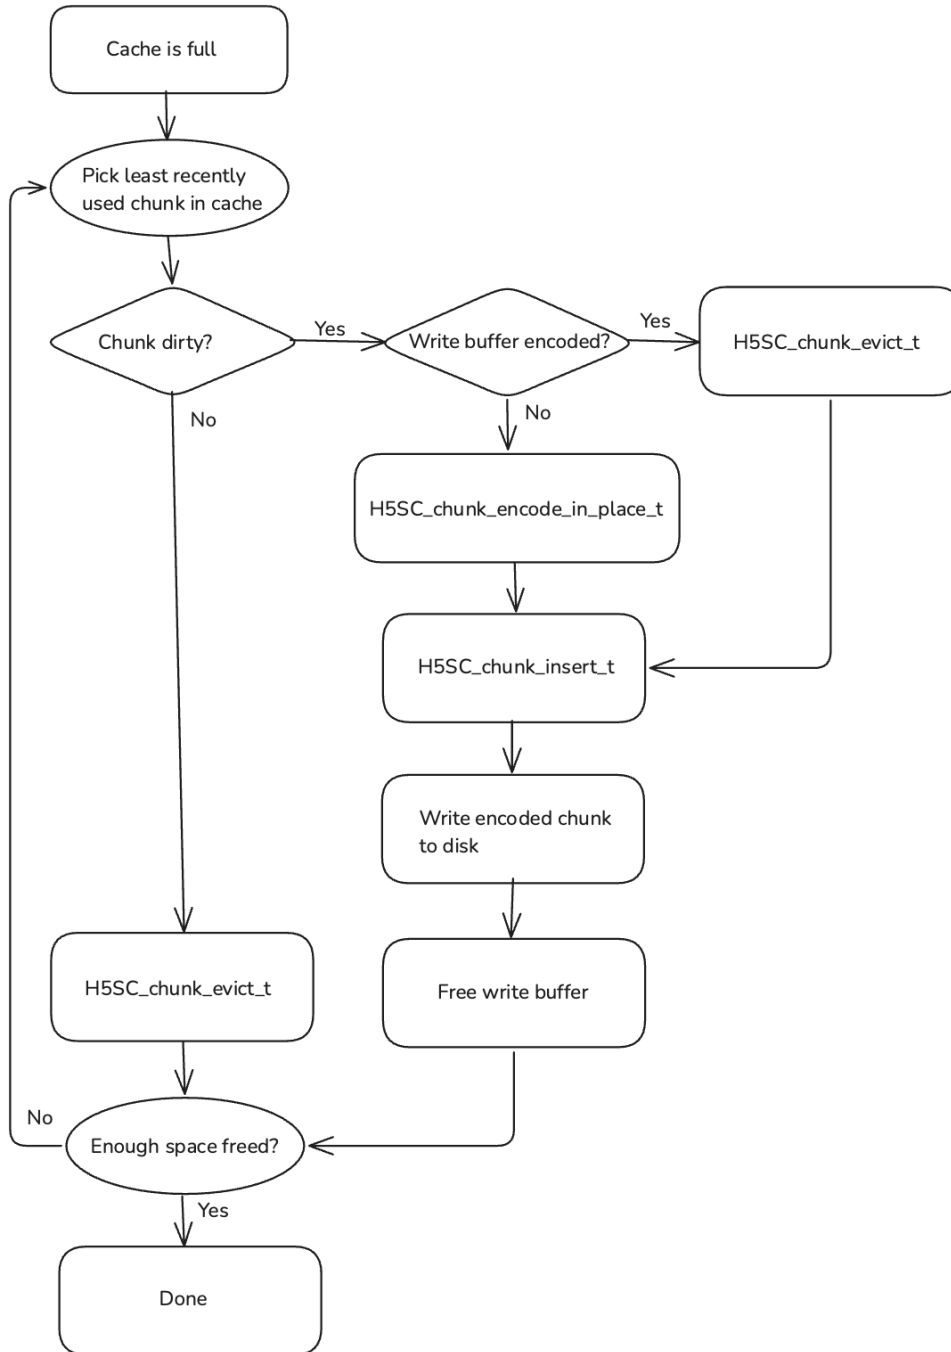 Cache is full
Pick least recently
used chunk in cache
Chunk dirty?
Yes
Write buffer encoded?
Yes
H5SC_chunk_evict_t
No
No
H5SC_chunk_encode_in_place_t
H5SC_chunk_insert_t
Write encoded chunk
to disk
H5SC_chunk_evict_t
Free write buffer
No
Enough space freed?
Yes
Done